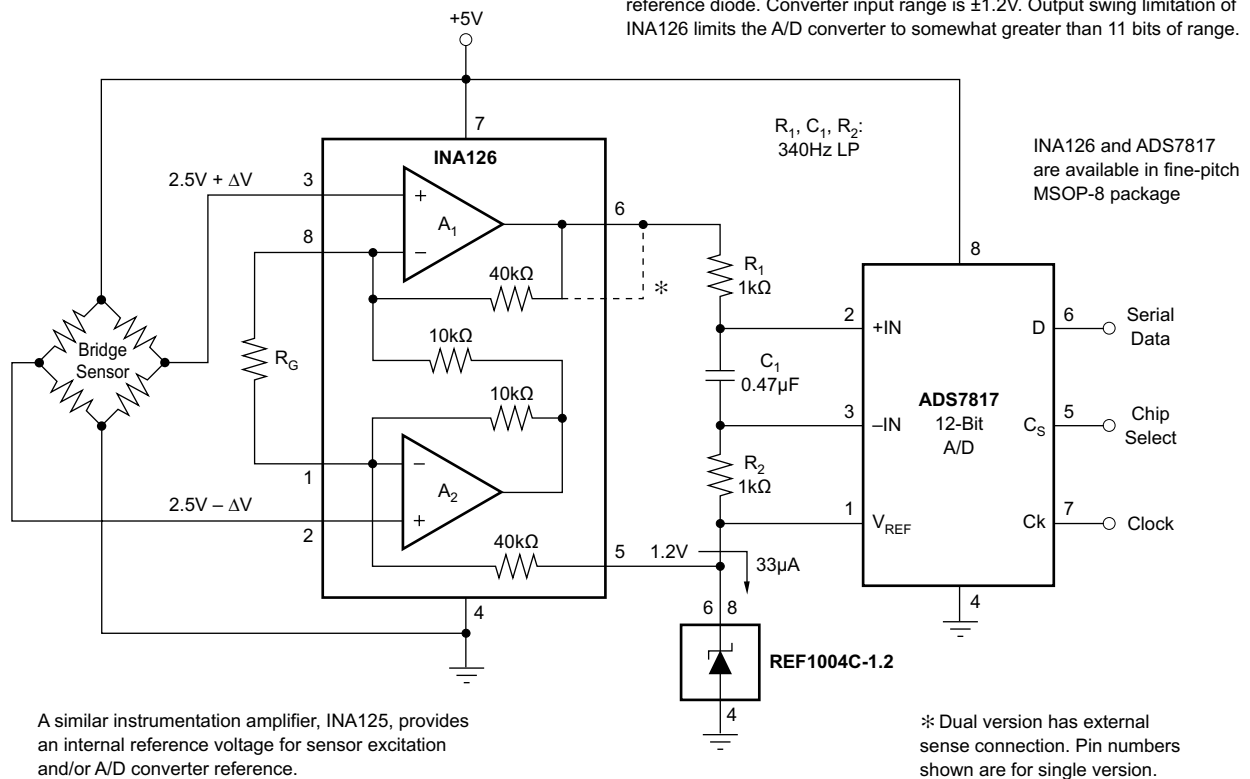 reference diode. Converter input range is ±1.2V. Output swing limitation of
INA126 limits the A/D converter to somewhat greater than 11 bits of range.
+5V
7
R₁, C₁, R₂:
340Hz LP
INA126 and ADS7817
are available in fine-pitch
MSOP-8 package
INA126
2.5V + ΔV
3
+
A₁
–
6
8
8
40kΩ
*
R₁
1kΩ
2
+IN
D
6
Serial
Data
10kΩ
Bridge
Sensor
R_G
C₁
0.47µF
10kΩ
ADS7817
12-Bit
A/D
3
–IN
C_S
5
Chip
Select
1
–
A₂
+
R₂
1kΩ
2.5V – ΔV
2
1
V_REF
Ck
7
Clock
40kΩ
5
1.2V
33µA
4
4
6
8
REF1004C-1.2
4
A similar instrumentation amplifier, INA125, provides
an internal reference voltage for sensor excitation
and/or A/D converter reference.
* Dual version has external
sense connection. Pin numbers
shown are for single version.